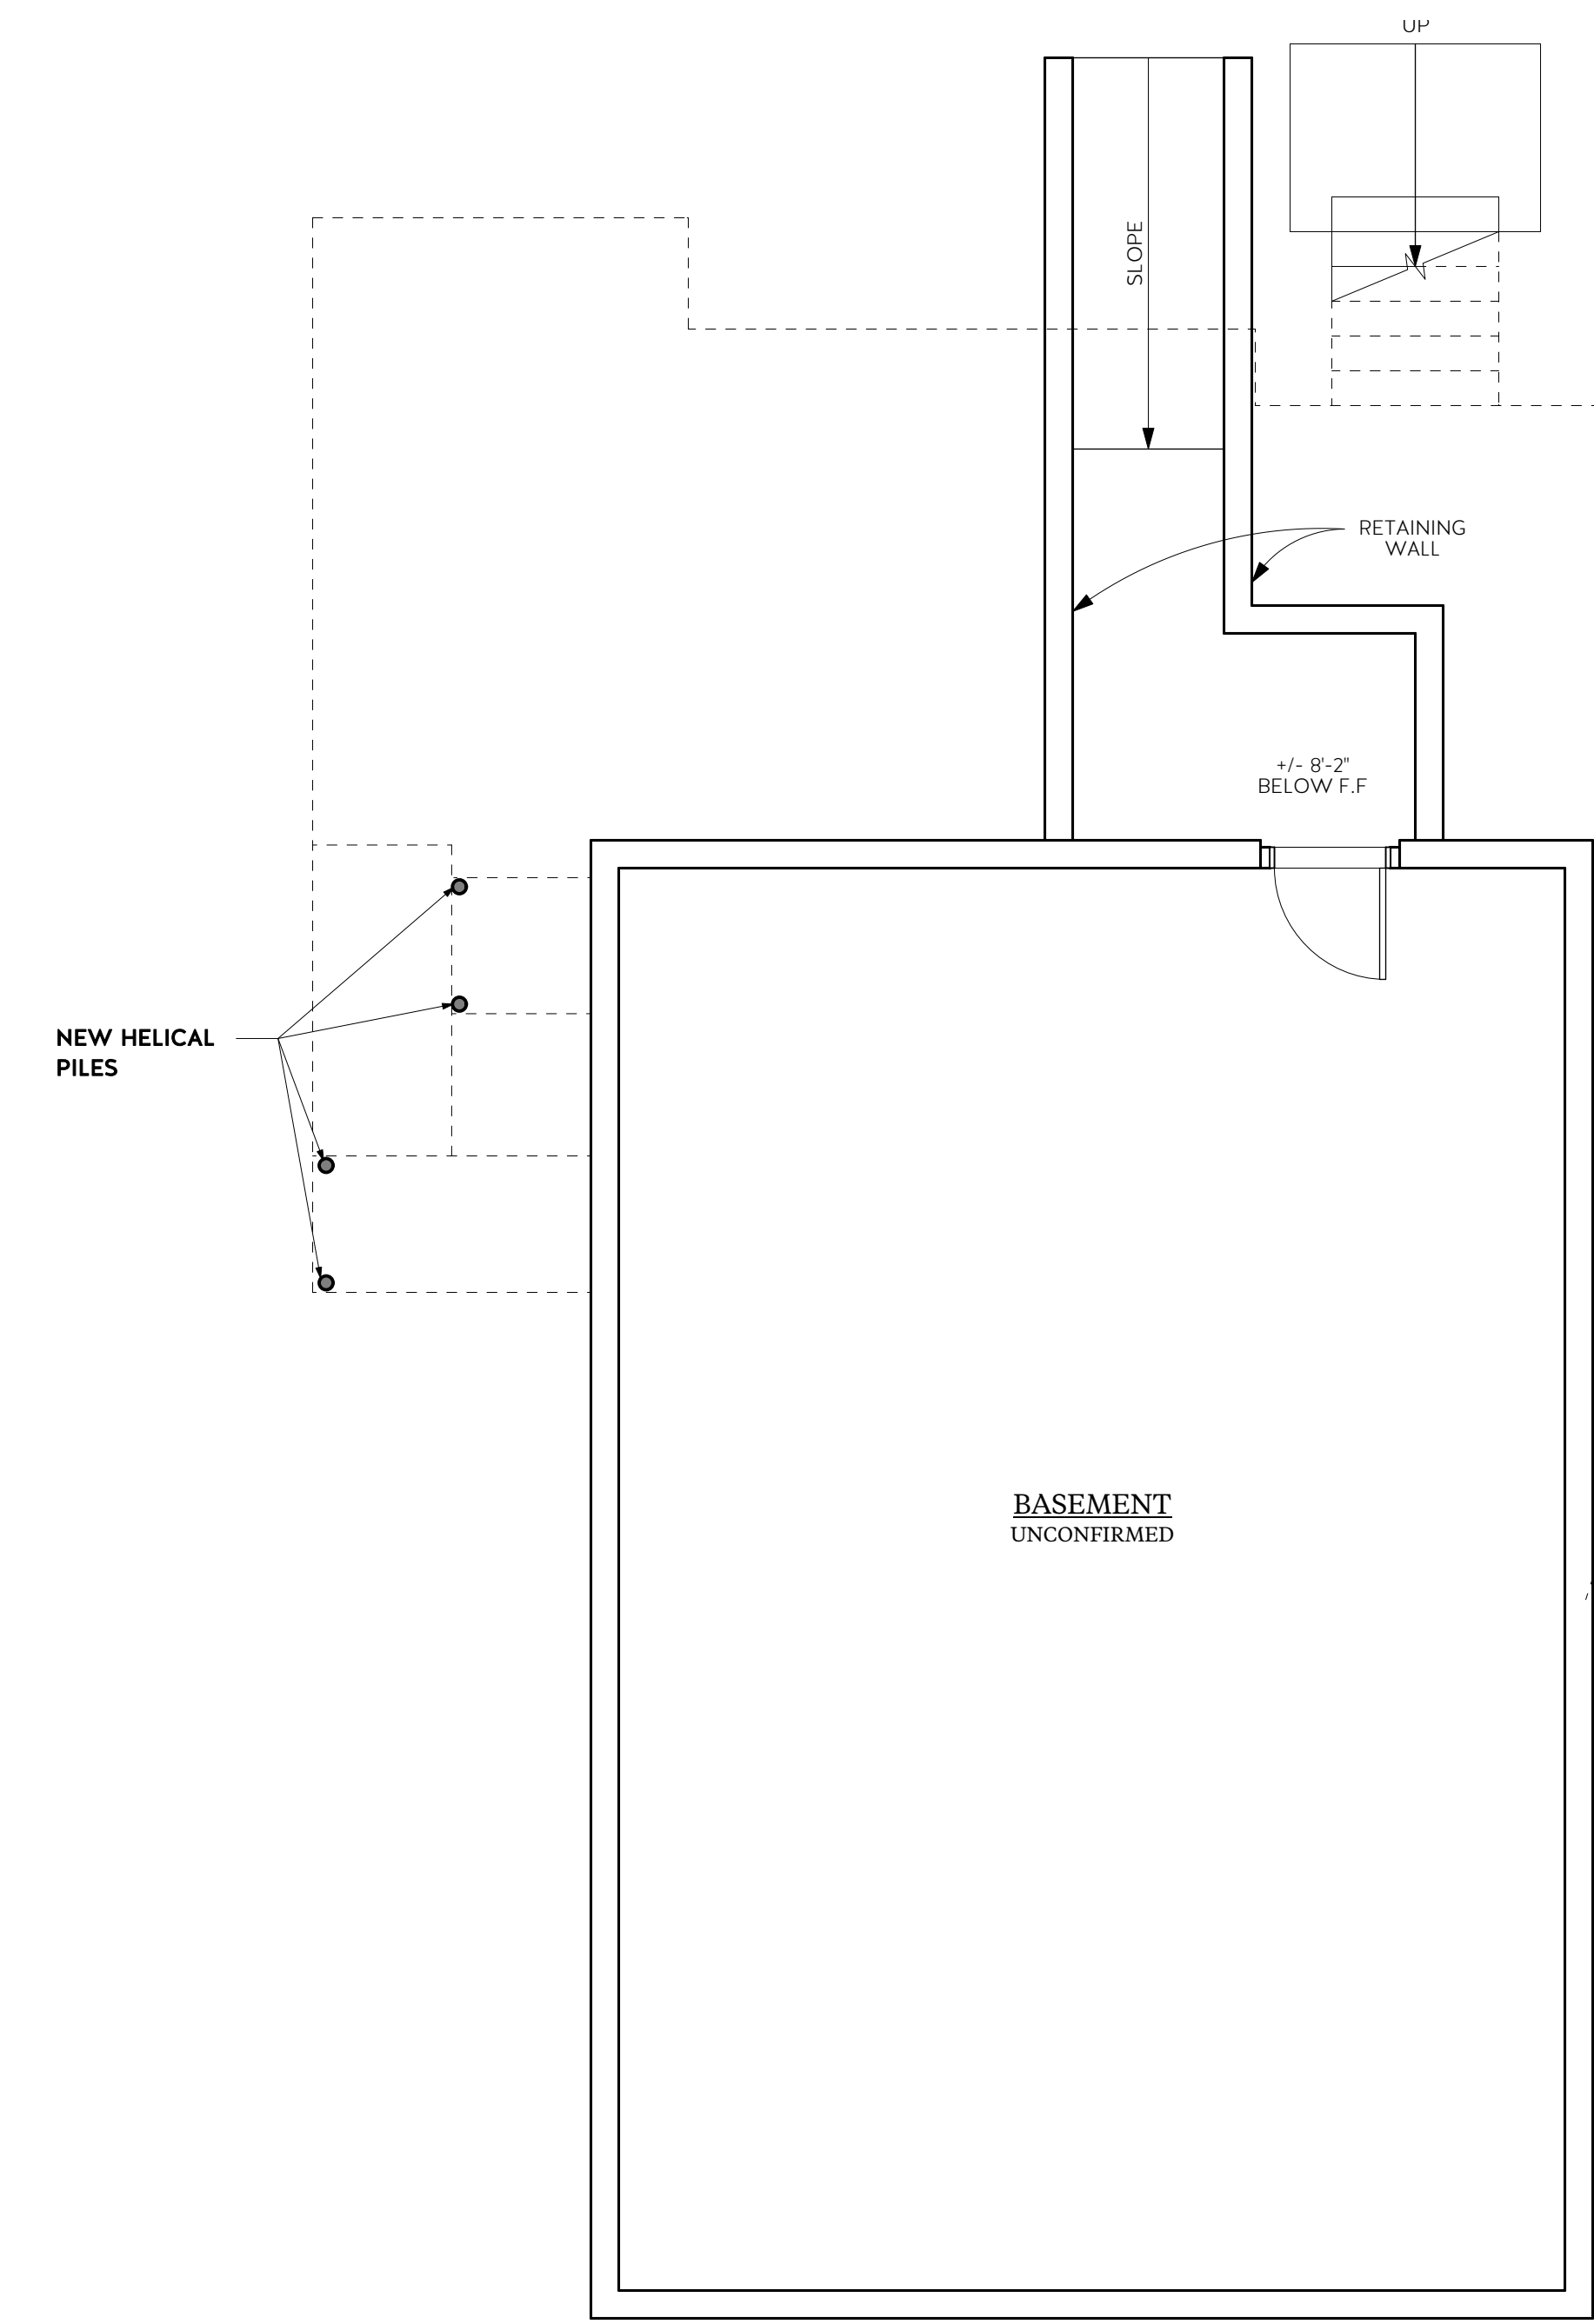 UP
SLOPE
RETAINING
WALL
+/- 8'-2"
BELOW F.F
NEW HELICAL
PILES
BASEMENT
UNCONFIRMED